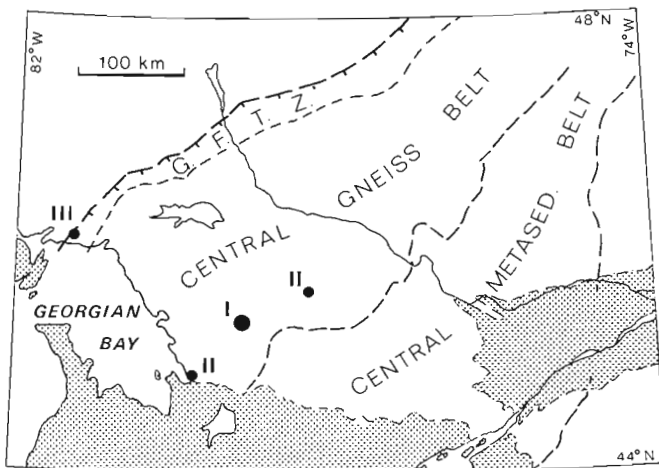 82°W
48°N
74°W
100 km
G. F. T. Z.
CENTRAL GNEISS BELT
CENTRAL METASED. BELT
III
II
I
II
GEORGIAN
BAY
44°N